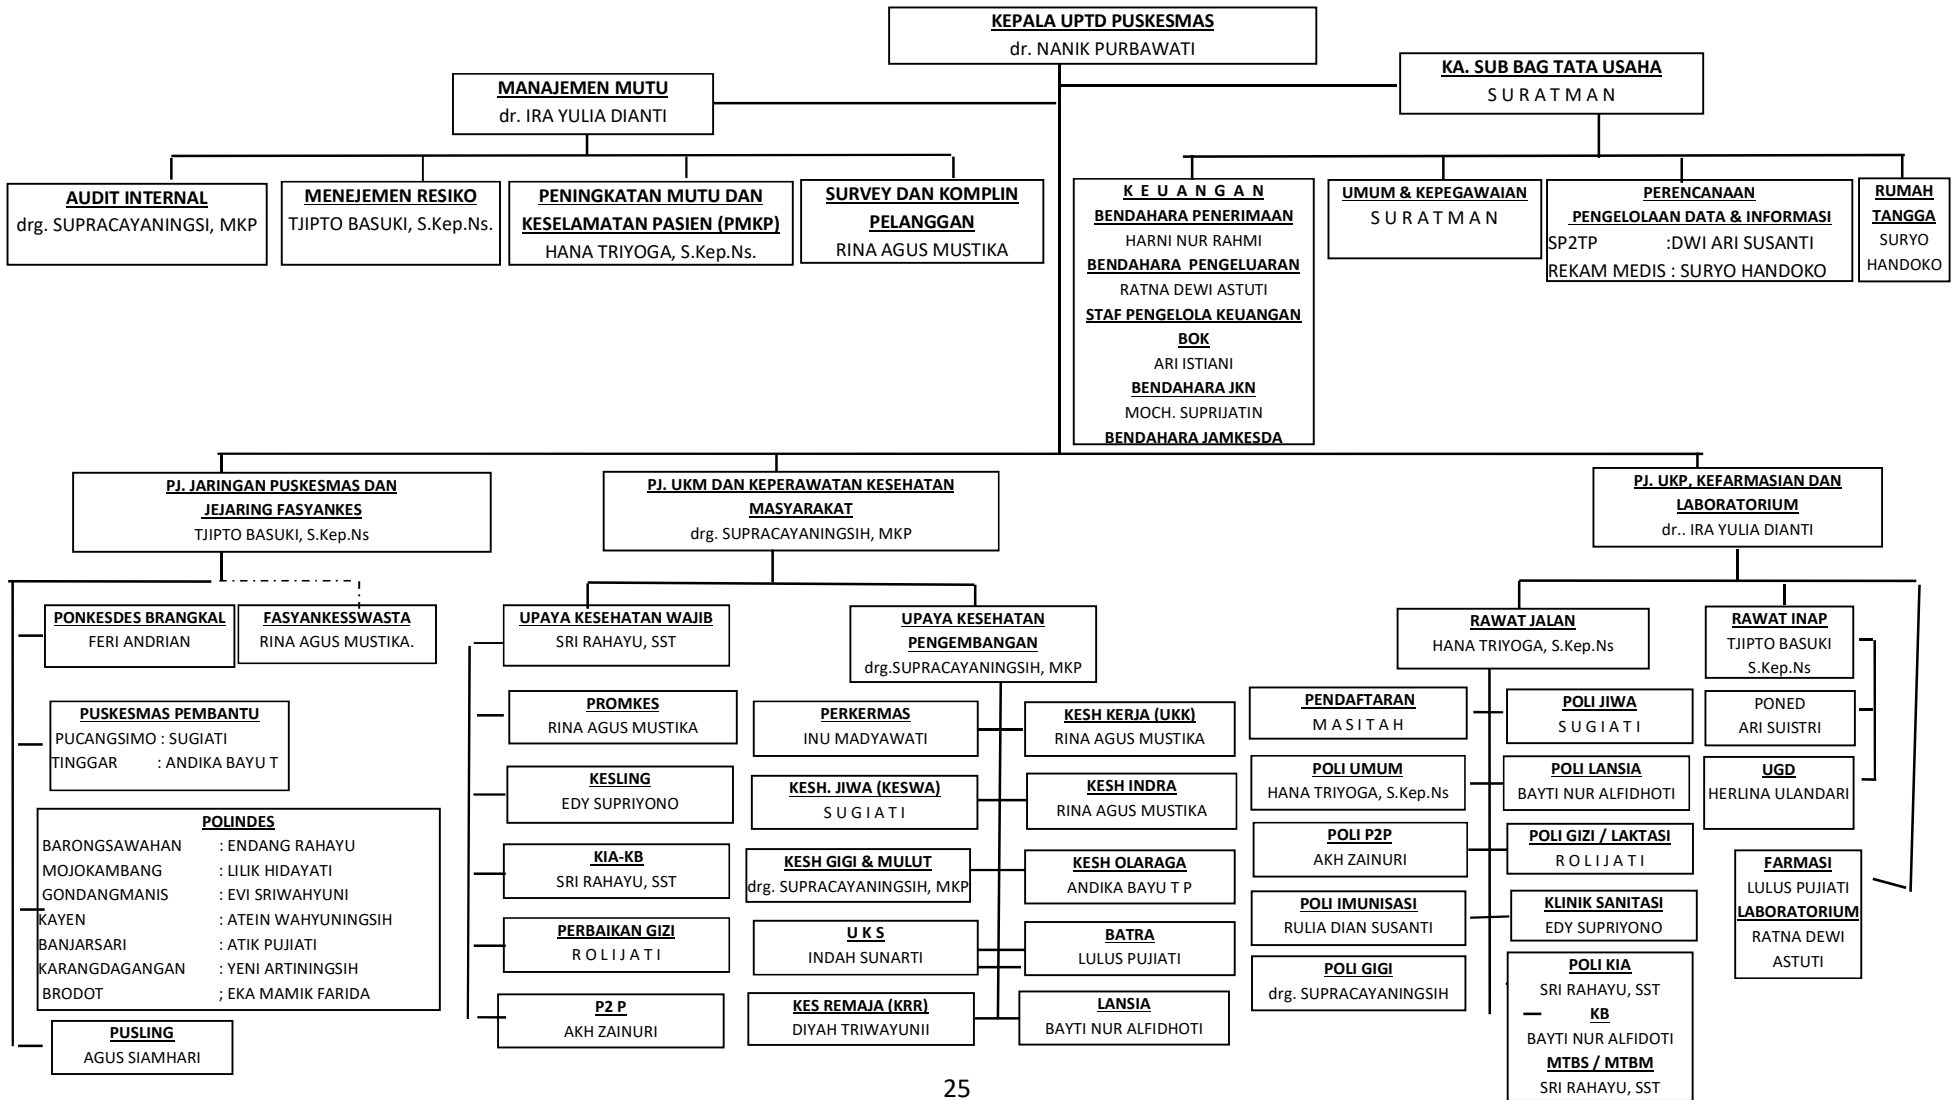 KEPALA UPTD PUSKESMAS
dr. NANIK PURBAWATI
KA. SUB BAG TATA USAHA
S U R A T M A N
MANAJEMEN MUTU
dr. IRA YULIA DIANTI
AUDIT INTERNAL
drg. SUPRACAYANINGSI, MKP
MENEJEMEN RESIKO
TJIPTO BASUKI, S.Kep.Ns.
PENINGKATAN MUTU DAN
KESELAMATAN PASIEN (PMKP)
HANA TRIYOGA, S.Kep.Ns.
SURVEY DAN KOMPLIN
PELANGGAN
RINA AGUS MUSTIKA
K E U A N G A N
BENDAHARA PENERIMAAN
HARNI NUR RAHMI
BENDAHARA PENGELUARAN
RATNA DEWI ASTUTI
STAF PENGELOLA KEUANGAN
BOK
ARI ISTIANI
BENDAHARA JKN
MOCH. SUPRIJATIN
BENDAHARA JAMKESDA
UMUM & KEPEGAWAIAN
S U R A T M A N
PERENCANAAN
PENGELOLAAN DATA & INFORMASI
SP2TP :DWI ARI SUSANTI
REKAM MEDIS : SURYO HANDOKO
RUMAH
TANGGA
SURYO
HANDOKO
PJ. JARINGAN PUSKESMAS DAN
JEJARING FASYANKES
TJIPTO BASUKI, S.Kep.Ns
PJ. UKM DAN KEPERAWATAN KESEHATAN
MASYARAKAT
drg. SUPRACAYANINGSIH, MKP
PJ. UKP, KEFARMASIAN DAN
LABORATORIUM
dr.. IRA YULIA DIANTI
PONKESDES BRANGKAL
FERI ANDRIAN
FASYANKESSWASTA
RINA AGUS MUSTIKA.
PUSKESMAS PEMBANTU
PUCANGSIMO : SUGIATI
TINGGAR : ANDIKA BAYU T
POLINDES
BARONGSAWAHAN : ENDANG RAHAYU
MOJOKAMBANG : LILIK HIDAYATI
GONDANGMANIS : EVI SRIWAHYUNI
KAYEN : ATEIN WAHYUNINGSIH
BANJARSARI : ATIK PUJIATI
KARANGDAGANGAN : YENI ARTININGSIH
BRODOT ; EKA MAMIK FARIDA
PUSLING
AGUS SIAMHARI
UPAYA KESEHATAN WAJIB
SRI RAHAYU, SST
PROMKES
RINA AGUS MUSTIKA
KESLING
EDY SUPRIYONO
KIA-KB
SRI RAHAYU, SST
PERBAIKAN GIZI
R O L I J A T I
P2 P
AKH ZAINURI
UPAYA KESEHATAN
PENGEMBANGAN
drg.SUPRACAYANINGSIH, MKP
PERKERMAS
INU MADYAWATI
KESH KERJA (UKK)
RINA AGUS MUSTIKA
KESH. JIWA (KESWA)
S U G I A T I
KESH INDRA
RINA AGUS MUSTIKA
KESH GIGI & MULUT
drg. SUPRACAYANINGSIH, MKP
KESH OLARAGA
ANDIKA BAYU T P
U K S
INDAH SUNARTI
BATRA
LULUS PUJIATI
KES REMAJA (KRR)
DIYAH TRIWAYUNII
LANSIA
BAYTI NUR ALFIDHOTI
RAWAT JALAN
HANA TRIYOGA, S.Kep.Ns
PENDAFTARAN
M A S I T A H
POLI JIWA
S U G I A T I
POLI UMUM
HANA TRIYOGA, S.Kep.Ns
POLI LANSIA
BAYTI NUR ALFIDHOTI
POLI P2P
AKH ZAINURI
POLI GIZI / LAKTASI
R O L I J A T I
POLI IMUNISASI
RULIA DIAN SUSANTI
KLINIK SANITASI
EDY SUPRIYONO
POLI GIGI
drg. SUPRACAYANINGSIH
POLI KIA
SRI RAHAYU, SST
KB
BAYTI NUR ALFIDOTI
MTBS / MTBM
SRI RAHAYU, SST
RAWAT INAP
TJIPTO BASUKI
S.Kep.Ns
PONED
ARI SUISTRI
UGD
HERLINA ULANDARI
FARMASI
LULUS PUJIATI
LABORATORIUM
RATNA DEWI
ASTUTI
25